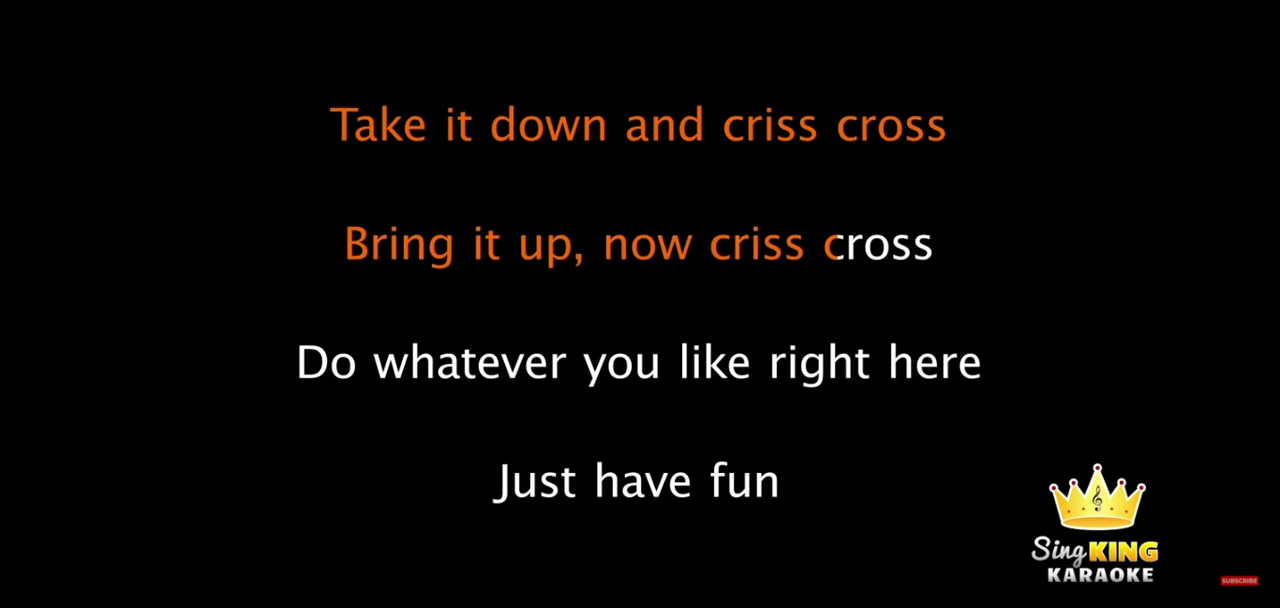 Take it down and criss cross
Bring it up, now criss cross
Do whatever you like right here
Just have fun
Sing KING
KARAOKE
SUBSCRIBE